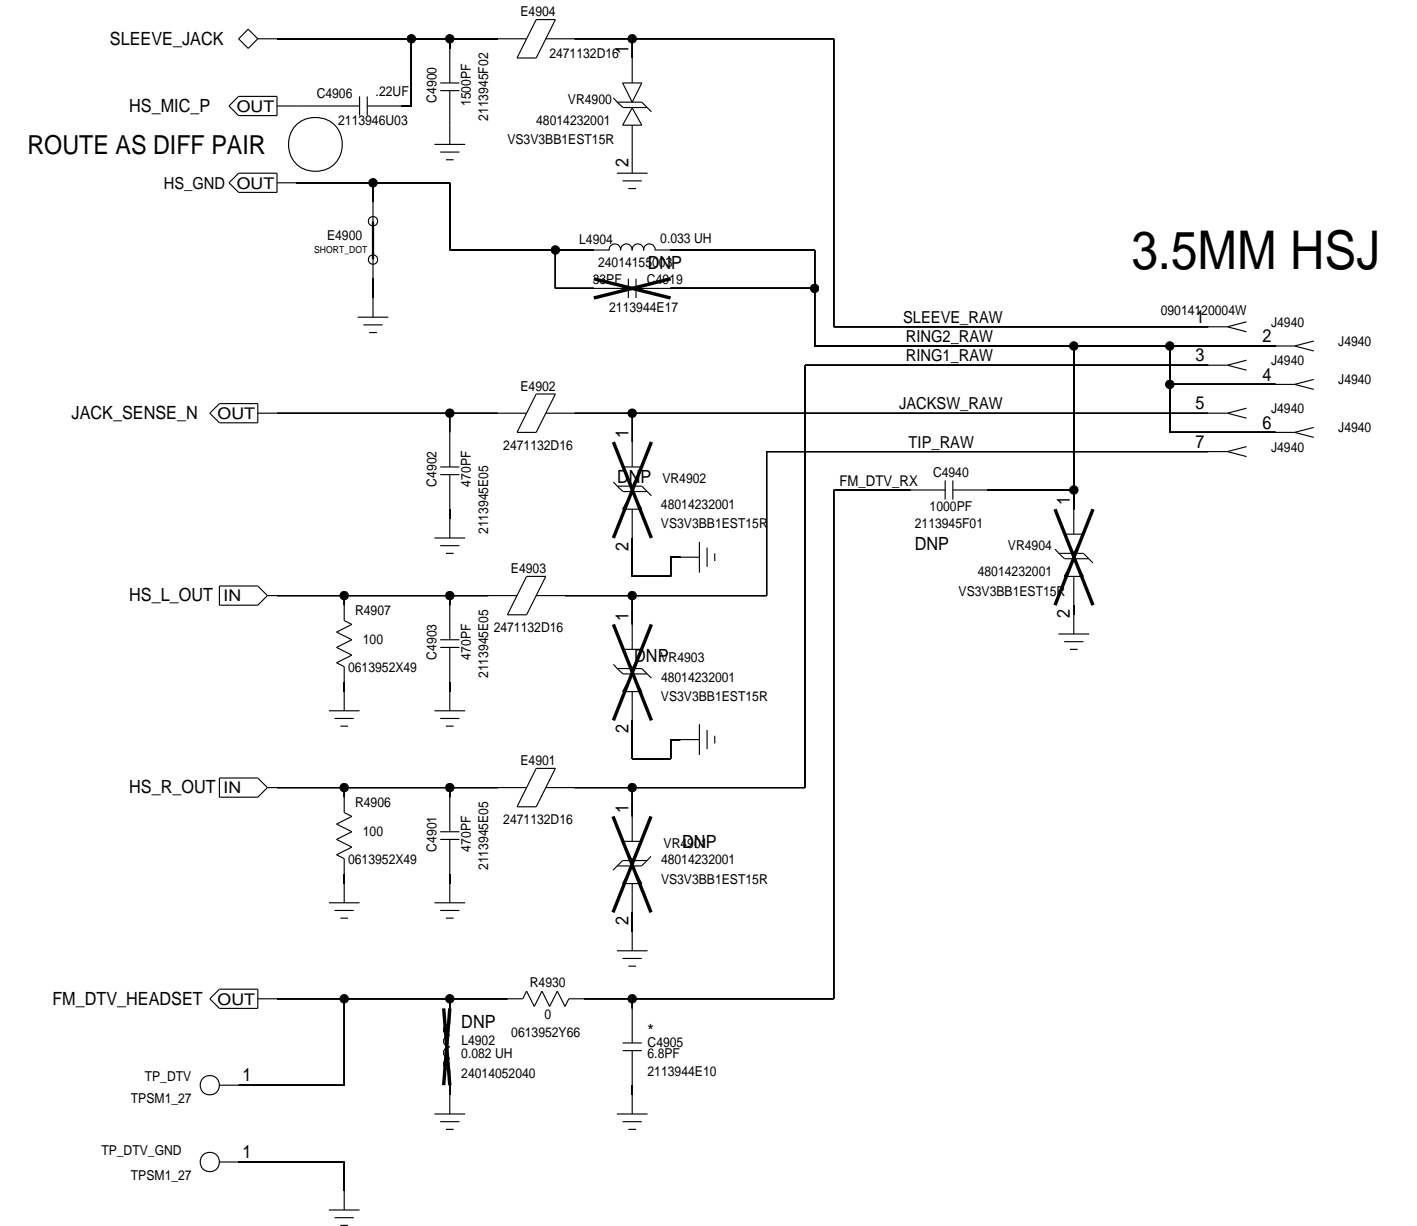 E4904
SLEEVE_JACK
2471132D16
1
C4900
1500PF
2113945F02
C4906 .22UF
HS_MIC_P OUT
2113946U03
VR4900
48014232001
VS3V3BB1EST15R
2
ROUTE AS DIFF PAIR
HS_GND OUT
E4900
SHORT_DOT
L4904 0.033 UH
24014155003
DNP
33PF C4919
2113944E17
3.5MM HSJ
09014120004W
SLEEVE_RAW 1 J4940
RING2_RAW 2 J4940
RING1_RAW 3 J4940
4 J4940
E4902
JACK_SENSE_N OUT
2471132D16
JACKSW_RAW 5 J4940
6 J4940
TIP_RAW 7 J4940
C4902
470PF
2113945E05
1
DNP VR4902
48014232001
VS3V3BB1EST15R
2
FM_DTV_RX C4940
1000PF
2113945F01
DNP
1
VR4904
48014232001
VS3V3BB1EST15R
2
E4903
HS_L_OUT IN
2471132D16
R4907
100
0613952X49
C4903
470PF
2113945E05
1
DNP VR4903
48014232001
VS3V3BB1EST15R
2
E4901
HS_R_OUT IN
2471132D16
R4906
100
0613952X49
C4901
470PF
2113945E05
1
DNP
48014232001
VS3V3BB1EST15R
2
FM_DTV_HEADSET OUT
R4930
0
0613952Y66
DNP
L4902
0.082 UH
24014052040
*
C4905
6.8PF
2113944E10
TP_DTV 1
TPSM1_27
TP_DTV_GND 1
TPSM1_27